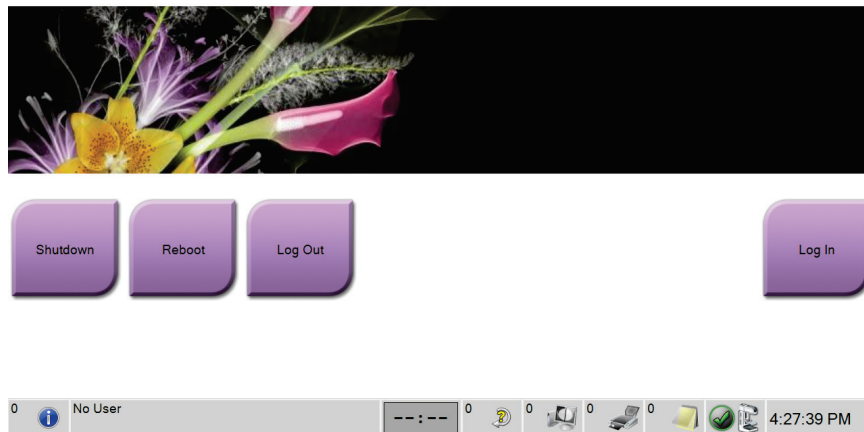 Shutdown
Reboot
Log Out
Log In
0
No User
--:--
0
0
0
0
4:27:39 PM